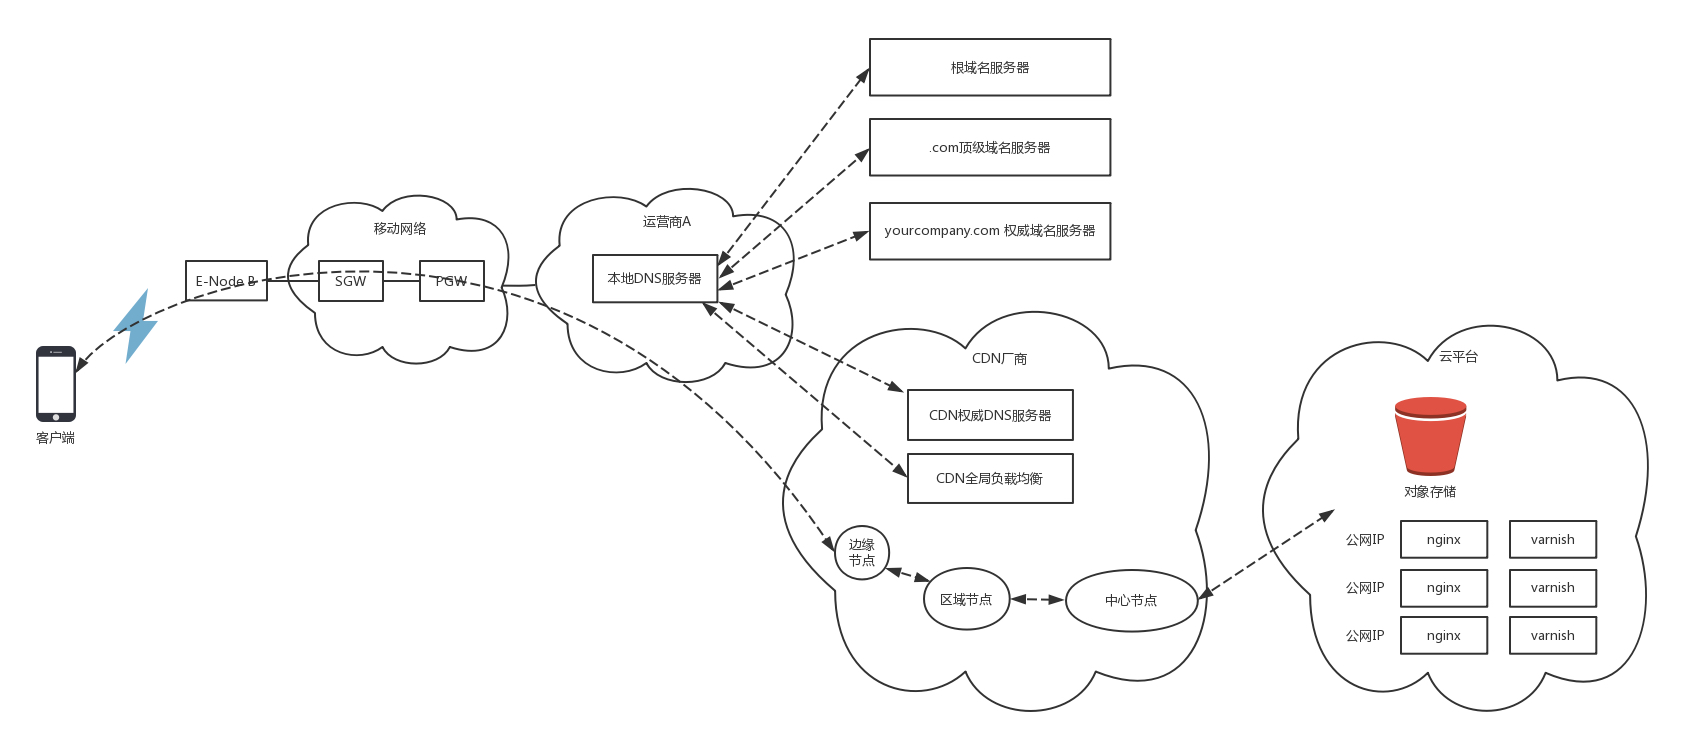 根域名服务器
.com顶级域名服务器
yourcompany.com 权威域名服务器
移动网络
E-Node B
SGW
PGW
运营商A
本地DNS服务器
客户端
CDN厂商
CDN权威DNS服务器
CDN全局负载均衡
边缘
节点
区域节点
中心节点
云平台
对象存储
公网IP nginx varnish
公网IP nginx varnish
公网IP nginx varnish